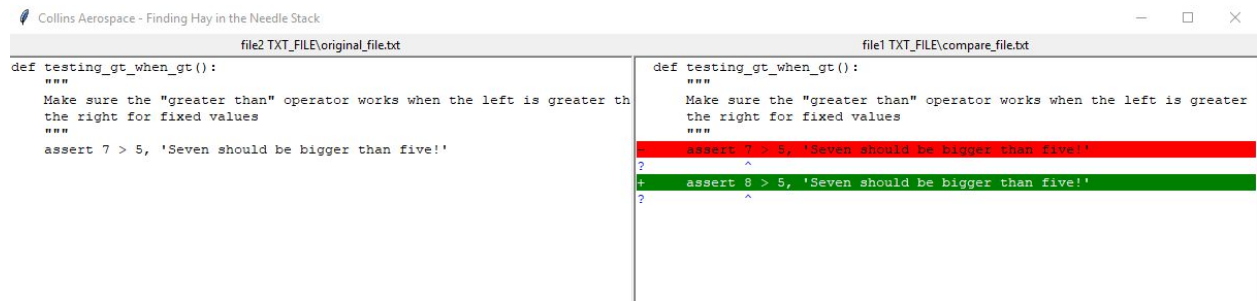 Collins Aerospace - Finding Hay in the Needle Stack
file2 TXT_FILE\original_file.txt
file1 TXT_FILE\compare_file.txt
def testing_gt_when_gt():
"""
Make sure the "greater than" operator works when the left is greater th
the right for fixed values
"""
assert 7 > 5, 'Seven should be bigger than five!'
def testing_gt_when_gt():
"""
Make sure the "greater than" operator works when the left is greater
the right for fixed values
"""
- assert 7 > 5, 'Seven should be bigger than five!'
? ^
+ assert 8 > 5, 'Seven should be bigger than five!'
? ^